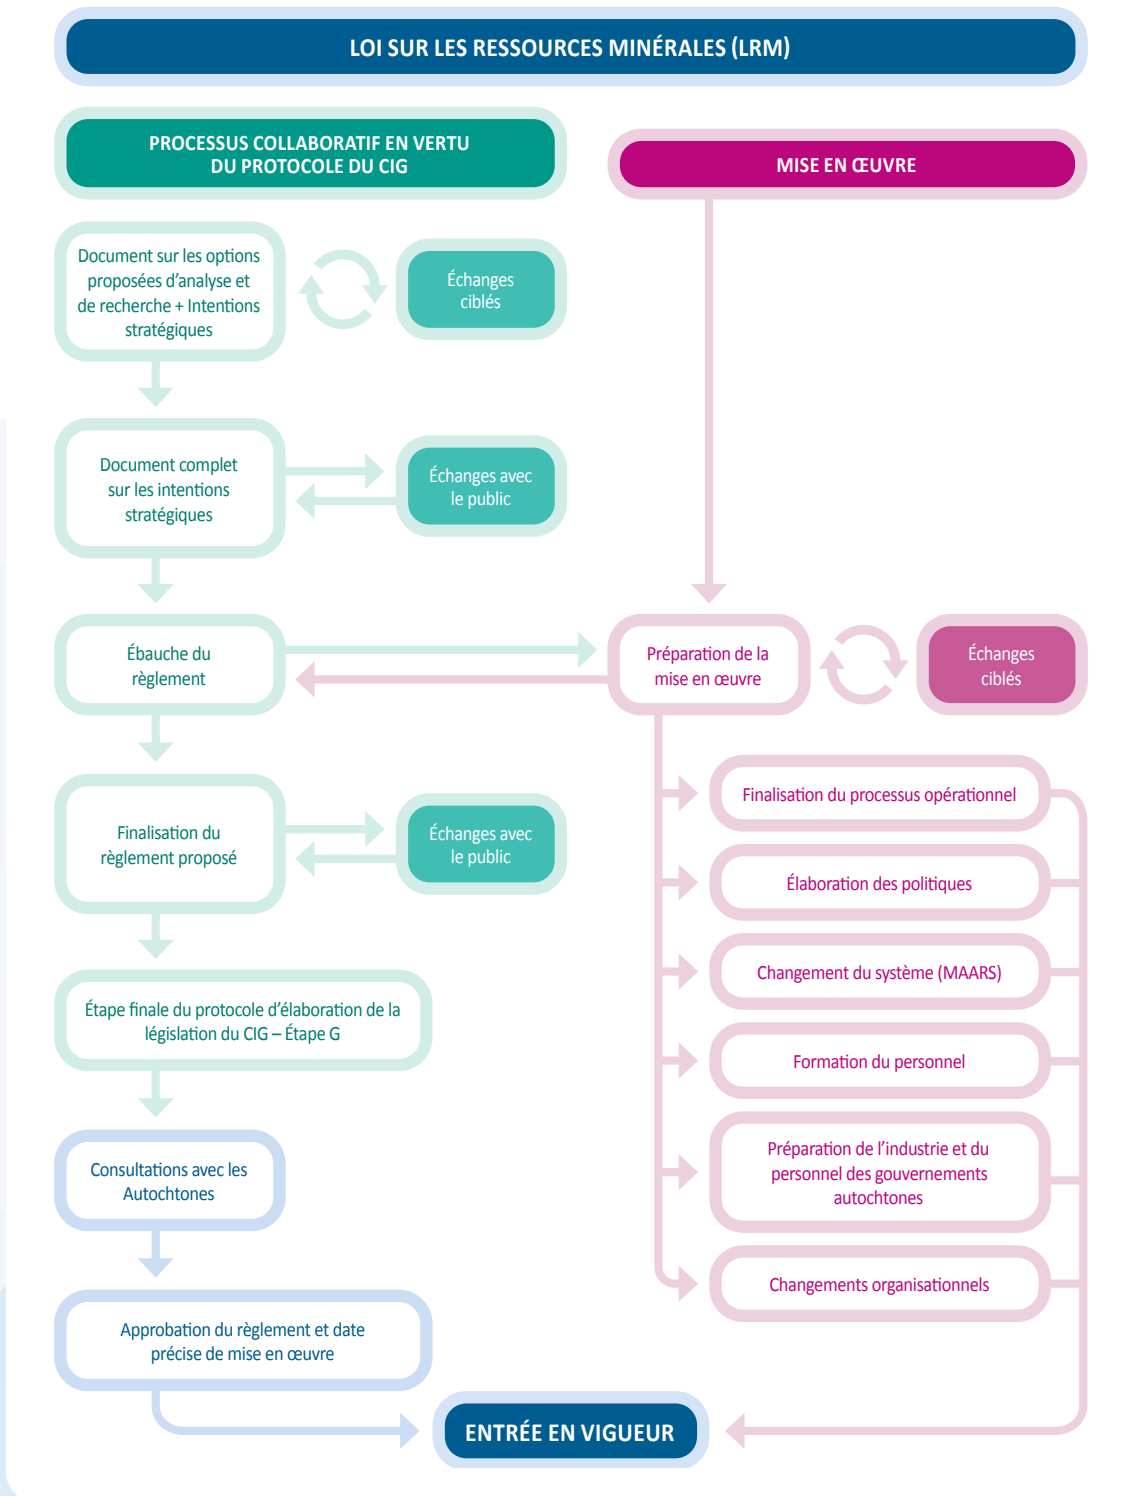 LOI SUR LES RESSOURCES MINÉRALES (LRM)
PROCESSUS COLLABORATIF EN VERTU
DU PROTOCOLE DU CIG
MISE EN ŒUVRE
Document sur les options
proposées d’analyse et
de recherche + Intentions
stratégiques
Échanges
ciblés
Document complet
sur les intentions
stratégiques
Échanges avec
le public
Ébauche du
règlement
Préparation de la
mise en œuvre
Échanges
ciblés
Finalisation du
règlement proposé
Échanges avec
le public
Finalisation du processus opérationnel
Élaboration des politiques
Changement du système (MAARS)
Formation du personnel
Préparation de l’industrie et du
personnel des gouvernements
autochtones
Changements organisationnels
Étape finale du protocole d’élaboration de la
législation du CIG – Étape G
Consultations avec les
Autochtones
Approbation du règlement et date
précise de mise en œuvre
ENTRÉE EN VIGUEUR